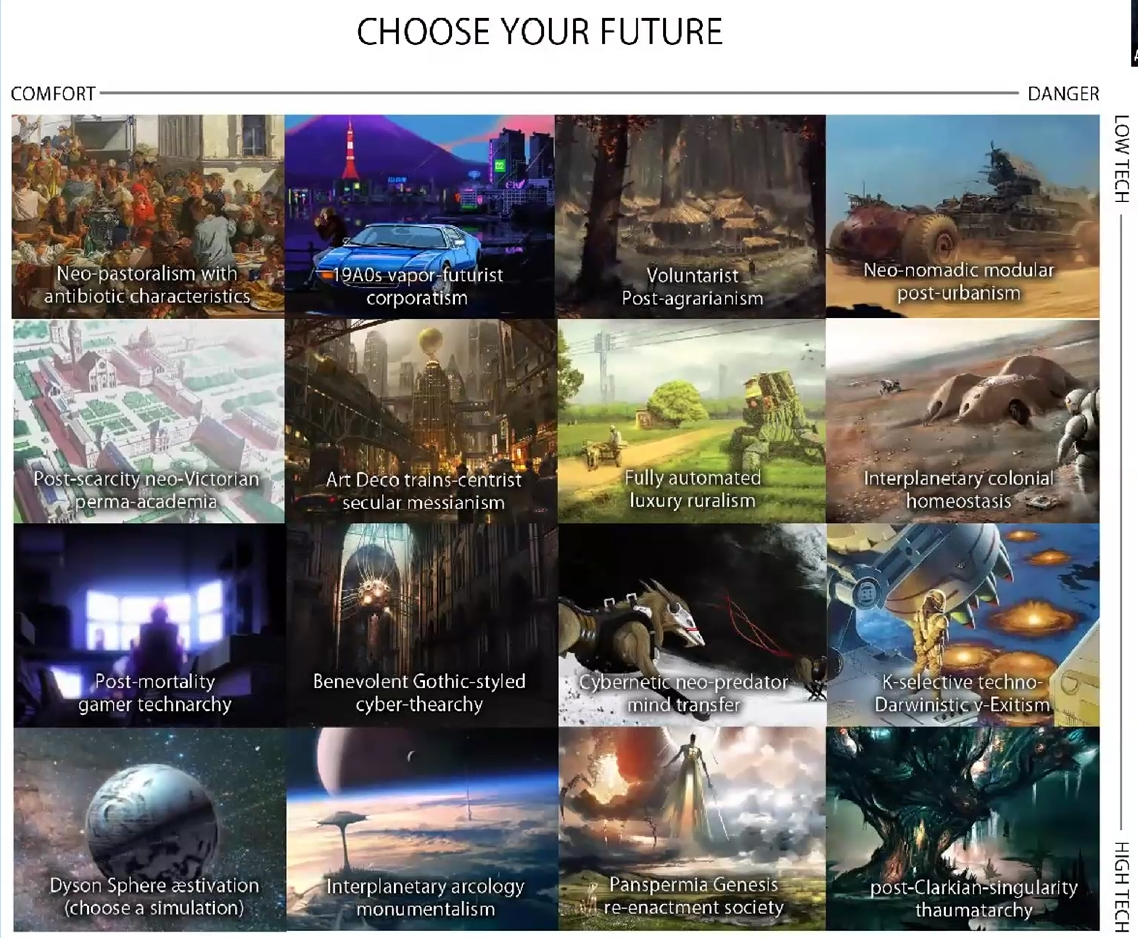 CHOOSE YOUR FUTURE
COMFORT
DANGER
LOW TECH
Neo-pastoralism with
antibiotic characteristics
19A0s vapor-futurist
corporatism
Voluntarist
Post-agrarianism
Neo-nomadic modular
post-urbanism
Post-scarcity neo-Victorian
perma-academia
Art Deco trains-centrist
secular messianism
Fully automated
luxury ruralism
Interplanetary colonial
homeostasis
Post-mortality
gamer technarchy
Benevolent Gothic-styled
cyber-thearchy
Cybernetic neo-predator
mind transfer
K-selective techno-
Darwinistic v-Exitism
Dyson Sphere æstivation
(choose a simulation)
Interplanetary arcology
monumentalism
Panspermia Genesis
re-enactment society
post-Clarkian-singularity
thaumatarchy
HIGH TECH